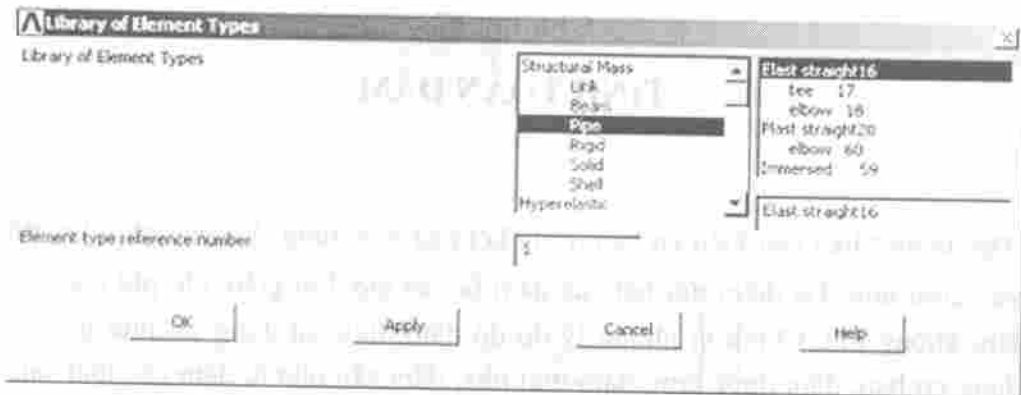 Library of Element Types
Library of Element Types
Structural Mass
Link
Beam
Pipe
Rigid
Solid
Shell
Hyperelastic
Elast straight16
tee 17
elbow 18
Plast straight20
elbow 60
Immersed 59
Elast straight16
Element type reference number
1
OK
Apply
Cancel
Help